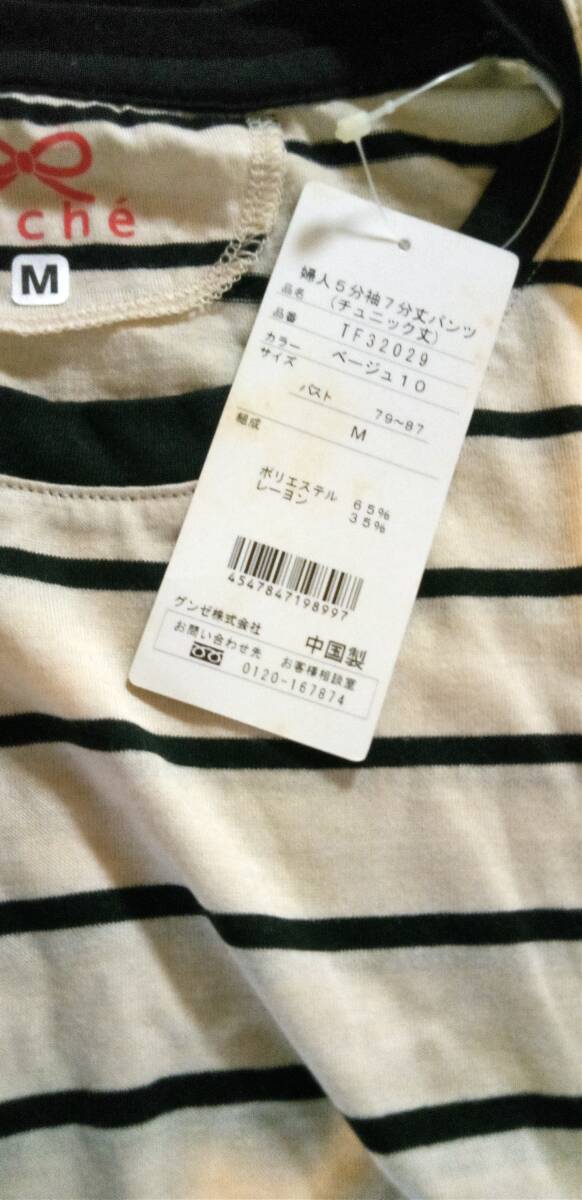 ché
M
婦人5分袖7分丈パンツ
品名 (チュニック丈)
品番 TF32029
カラー ベージュ10
サイズ
バスト 79~87
M
組成
ポリエステル 65%
レーヨン 35%
4547847198997
グンゼ株式会社 中国製
お問い合わせ先 お客様相談室
0120-167874